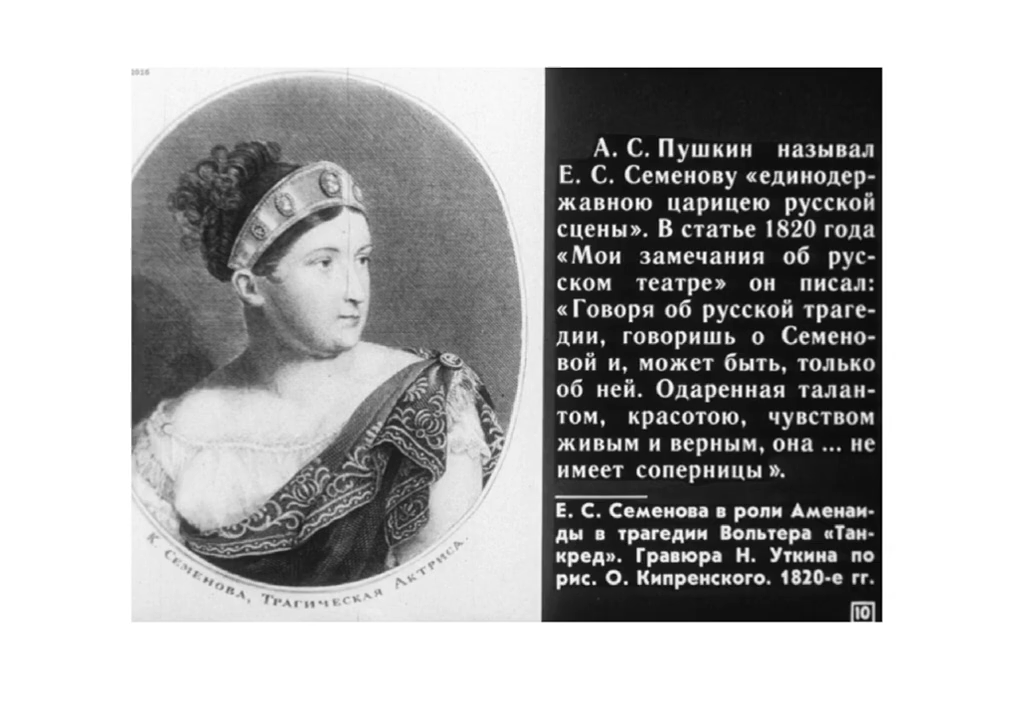 К. Семенова, Трагическая Актриса.
А. С. Пушкин называл
Е. С. Семенову «единодер-
жавною царицею русской
сцены». В статье 1820 года
«Мои замечания об рус-
ском театре» он писал:
«Говоря об русской траге-
дии, говоришь о Семено-
вой и, может быть, только
об ней. Одаренная талан-
том, красотою, чувством
живым и верным, она ... не
имеет соперницы».
Е. С. Семенова в роли Аменаи-
ды в трагедии Вольтера «Тан-
кред». Гравюра Н. Уткина по
рис. О. Кипренского. 1820-е гг.
10